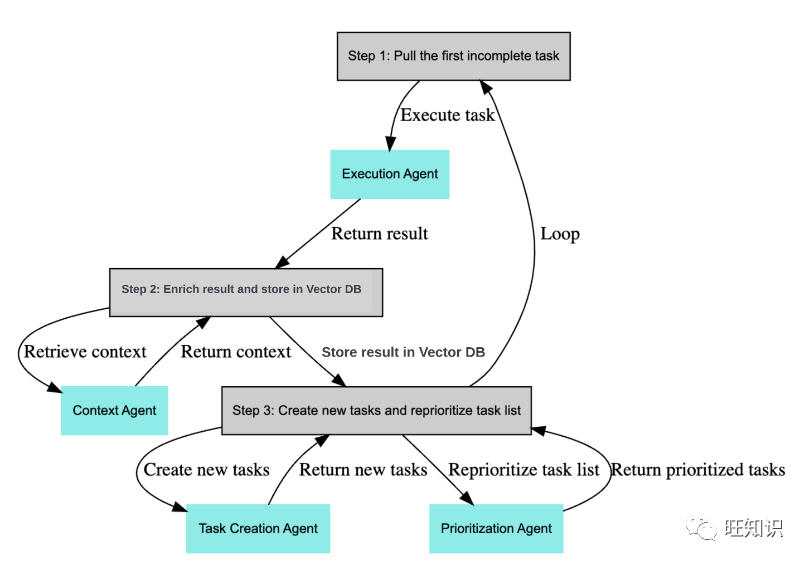 Step 1: Pull the first incomplete task
Execute task
Execution Agent
Return result
Loop
Step 2: Enrich result and store in Vector DB
Retrieve context
Return context
Store result in Vector DB
Context Agent
Step 3: Create new tasks and reprioritize task list
Create new tasks
Return new tasks
Reprioritize task list
Return prioritized tasks
Task Creation Agent
Prioritization Agent
旺知识